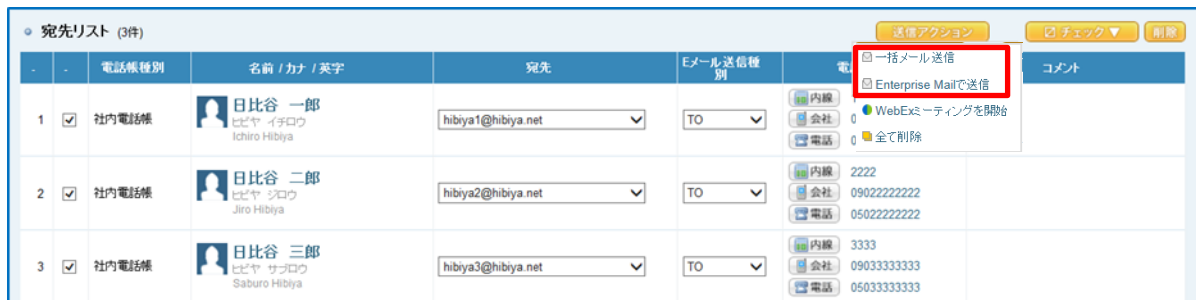 宛先リスト (3件)
送信アクション
チェック▼
削除
-
-
電話帳種別
名前 / カナ / 英字
宛先
Eメール送信種別
コメント
一括メール送信
Enterprise Mailで送信
WebExミーティングを開始
全て削除
1
社内電話帳
日比谷 一郎
ヒビヤ イチロウ
Ichiro Hibiya
hibiya1@hibiya.net
TO
内線
会社
電話
2
社内電話帳
日比谷 二郎
ヒビヤ ジロウ
Jiro Hibiya
hibiya2@hibiya.net
TO
内線 2222
会社 09022222222
電話 05022222222
3
社内電話帳
日比谷 三郎
ヒビヤ サブロウ
Saburo Hibiya
hibiya3@hibiya.net
TO
内線 3333
会社 09033333333
電話 05033333333